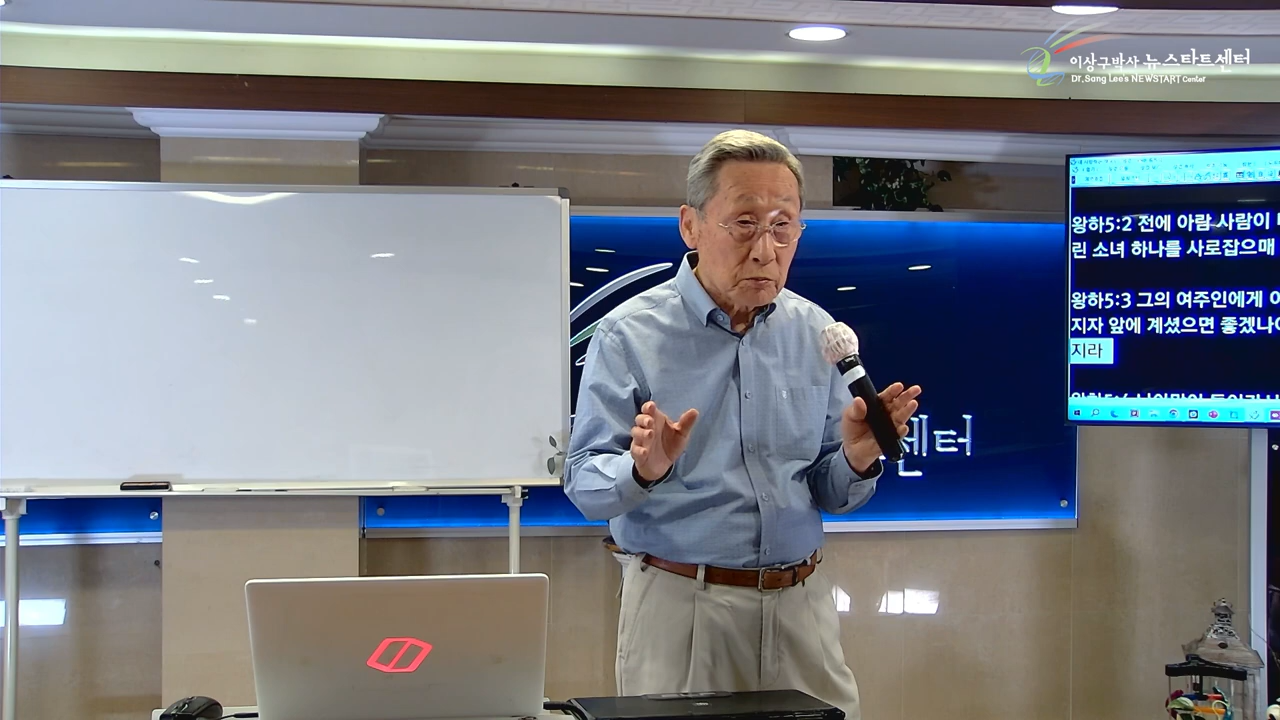 이상구박사 뉴스타트센터
Dr. Sang Lee's NEWSTART Center
왕하5:2 전에 아람 사람이
린 소녀 하나를 사로잡으매
왕하5:3 그의 여주인에게
지자 앞에 계셨으면 좋겠나이
지라
센터